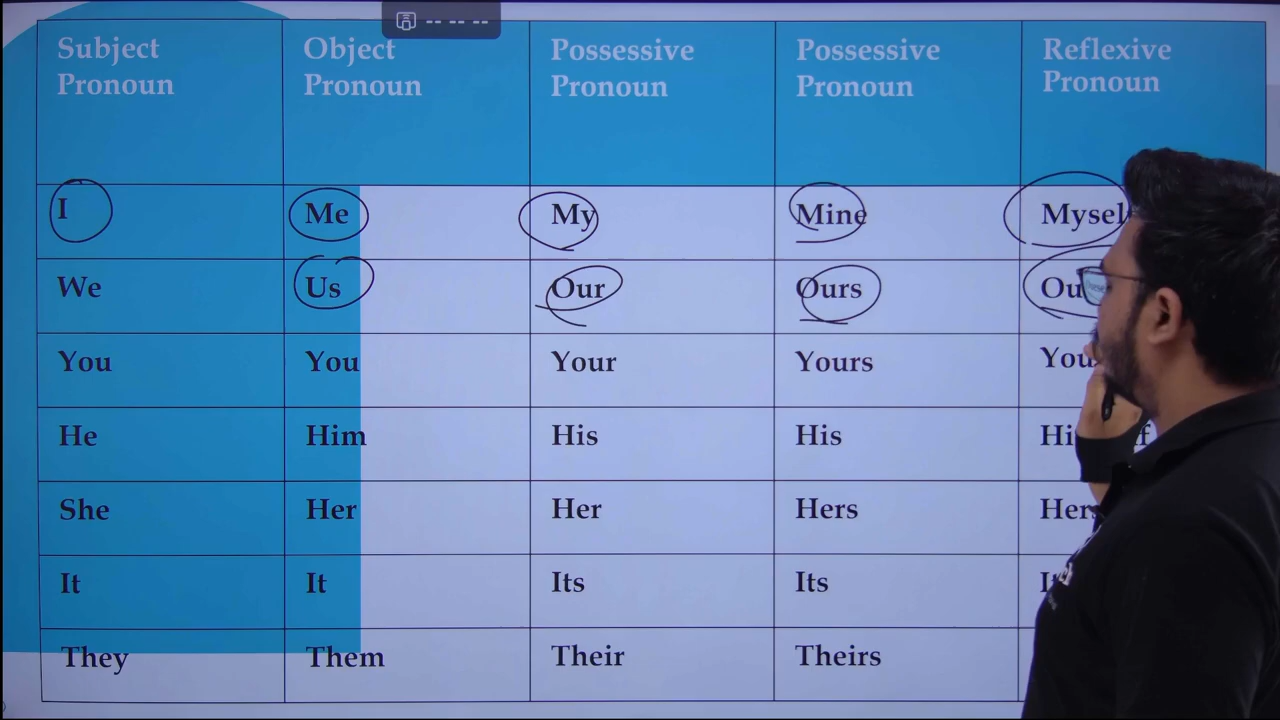 Subject Pronoun
Object Pronoun
Possessive Pronoun
Possessive Pronoun
Reflexive Pronoun
I
Me
My
Mine
We
Us
Our
Ours
You
You
Your
Yours
He
Him
His
His
She
Her
Her
Hers
It
It
Its
Its
They
Them
Their
Theirs